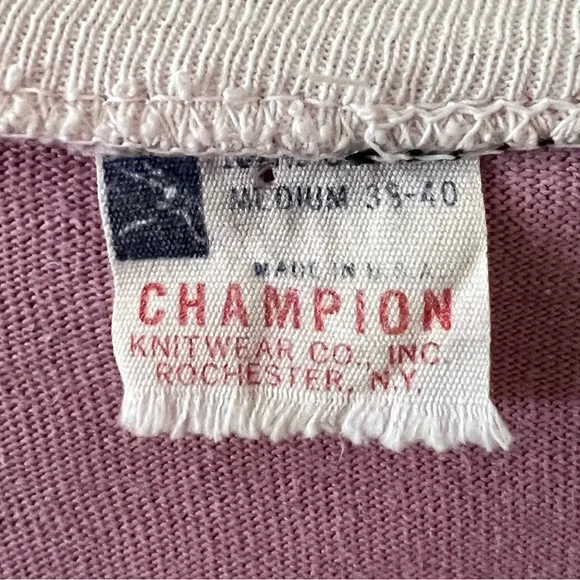 MEDIUM 38-40
MADE IN U.S.A.
CHAMPION
KNITWEAR CO., INC.
ROCHESTER, N.Y.